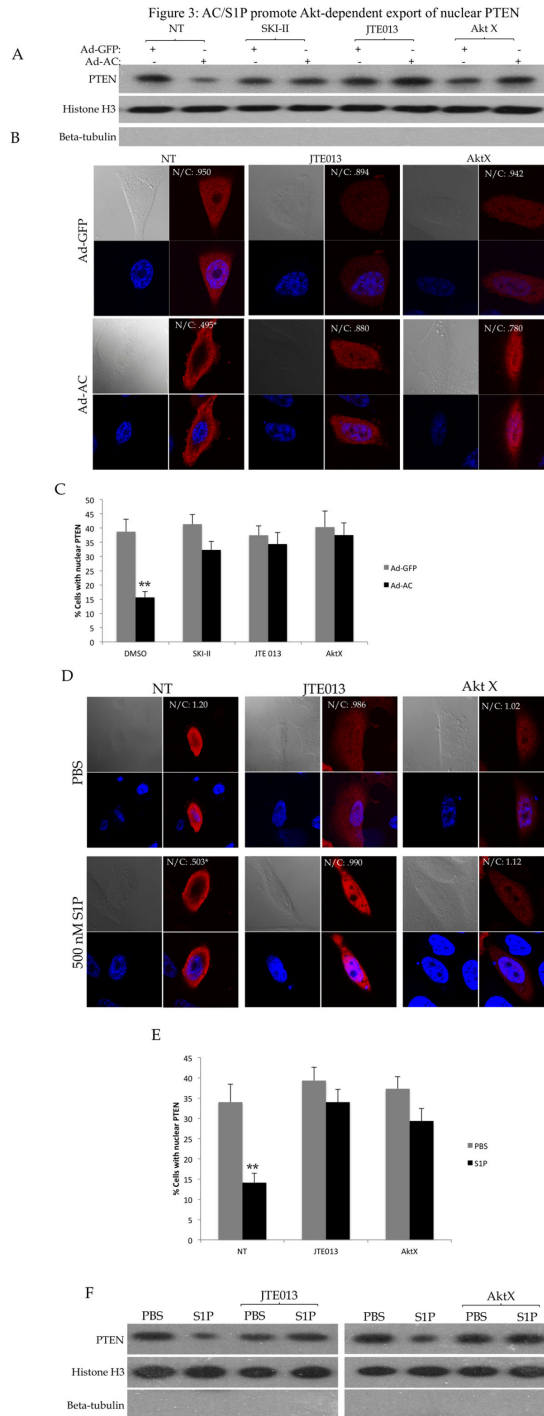 Figure 3: AC/S1P promote Akt-dependent export of nuclear PTEN
A
NT SKI-II JTE013 Akt X
Ad-GFP: + - + - + - + -
Ad-AC: - + - + - + - +
PTEN
Histone H3
Beta-tubulin
B
NT JTE013 AktX
Ad-GFP
N/C: .950 N/C: .894 N/C: .942
Ad-AC
N/C: .495* N/C: .880 N/C: .780
C
% Cells with nuclear PTEN
50
45
40
35
30
25
20
15
10
5
0
**
DMSO SKI-II JTE 013 AktX
Ad-GFP
Ad-AC
D
NT JTE013 Akt X
PBS
N/C: 1.20 N/C: .986 N/C: 1.02
500 nM S1P
N/C: .503* N/C: .990 N/C: 1.12
E
% Cells with nuclear PTEN
45
40
35
30
25
20
15
10
5
0
**
NT JTE013 AktX
PBS
S1P
F
JTE013 AktX
PBS S1P PBS S1P PBS S1P PBS S1P
PTEN
Histone H3
Beta-tubulin